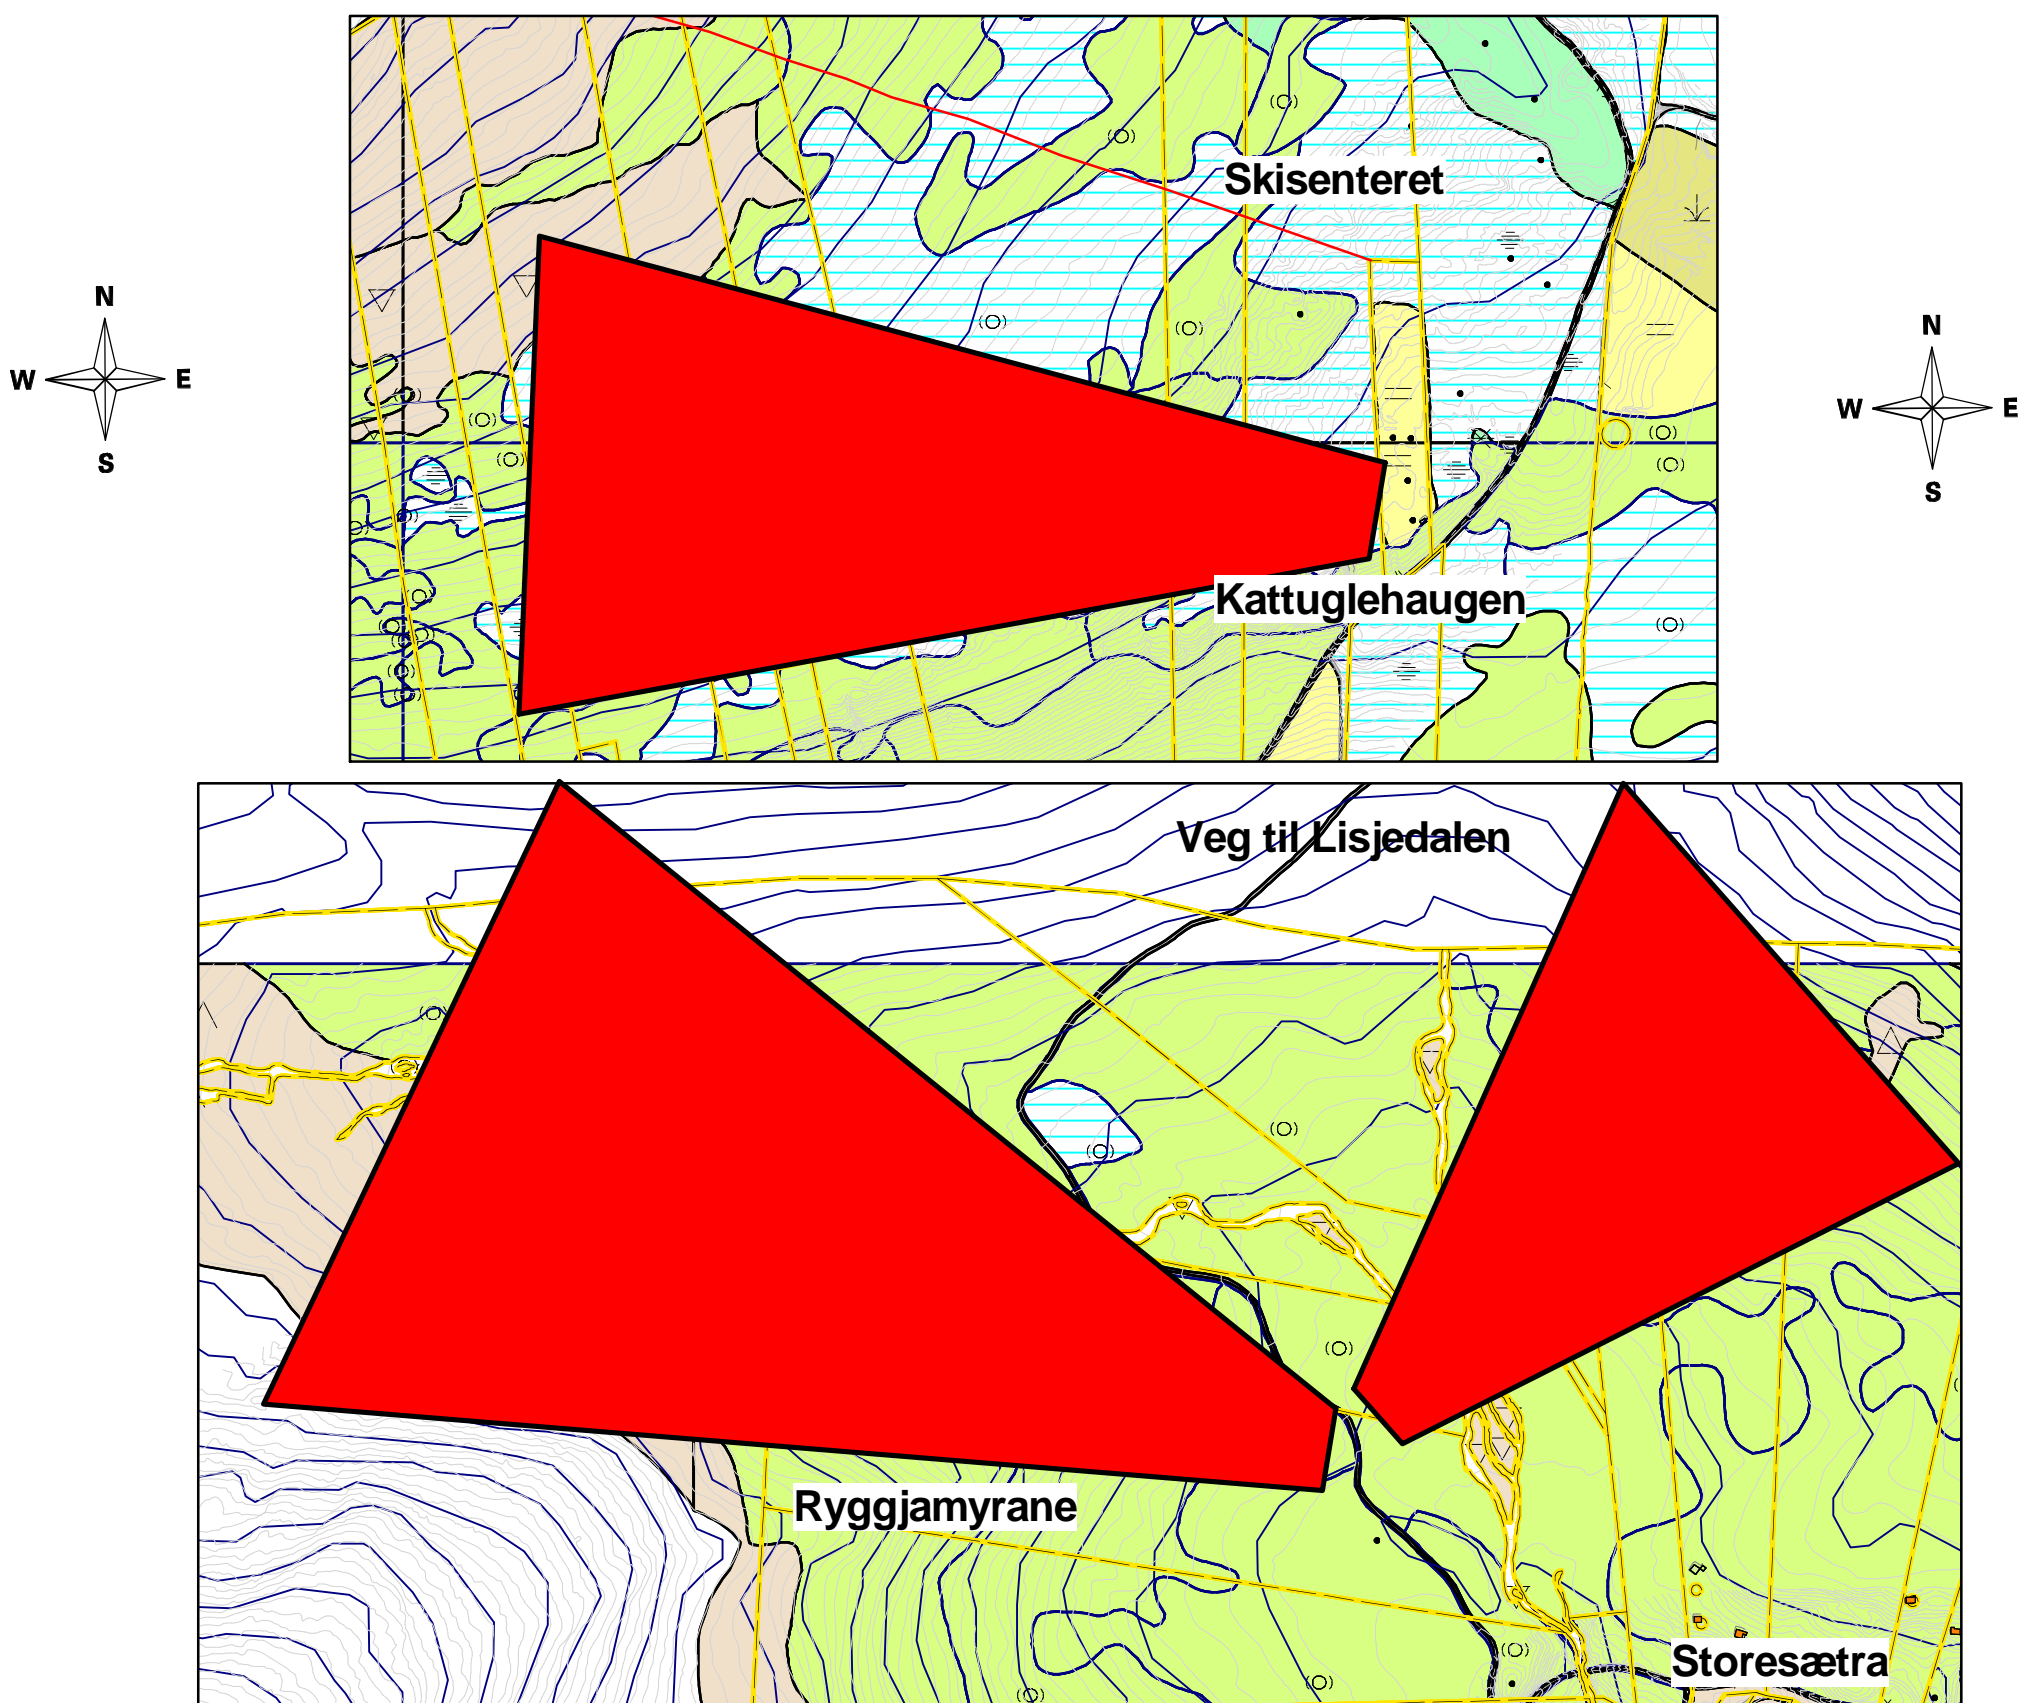 Skisenteret
N
W E
S
N
W E
S
Kattuglehaugen
Veg til Lisjedalen
Ryggjamyrane
Storesætra